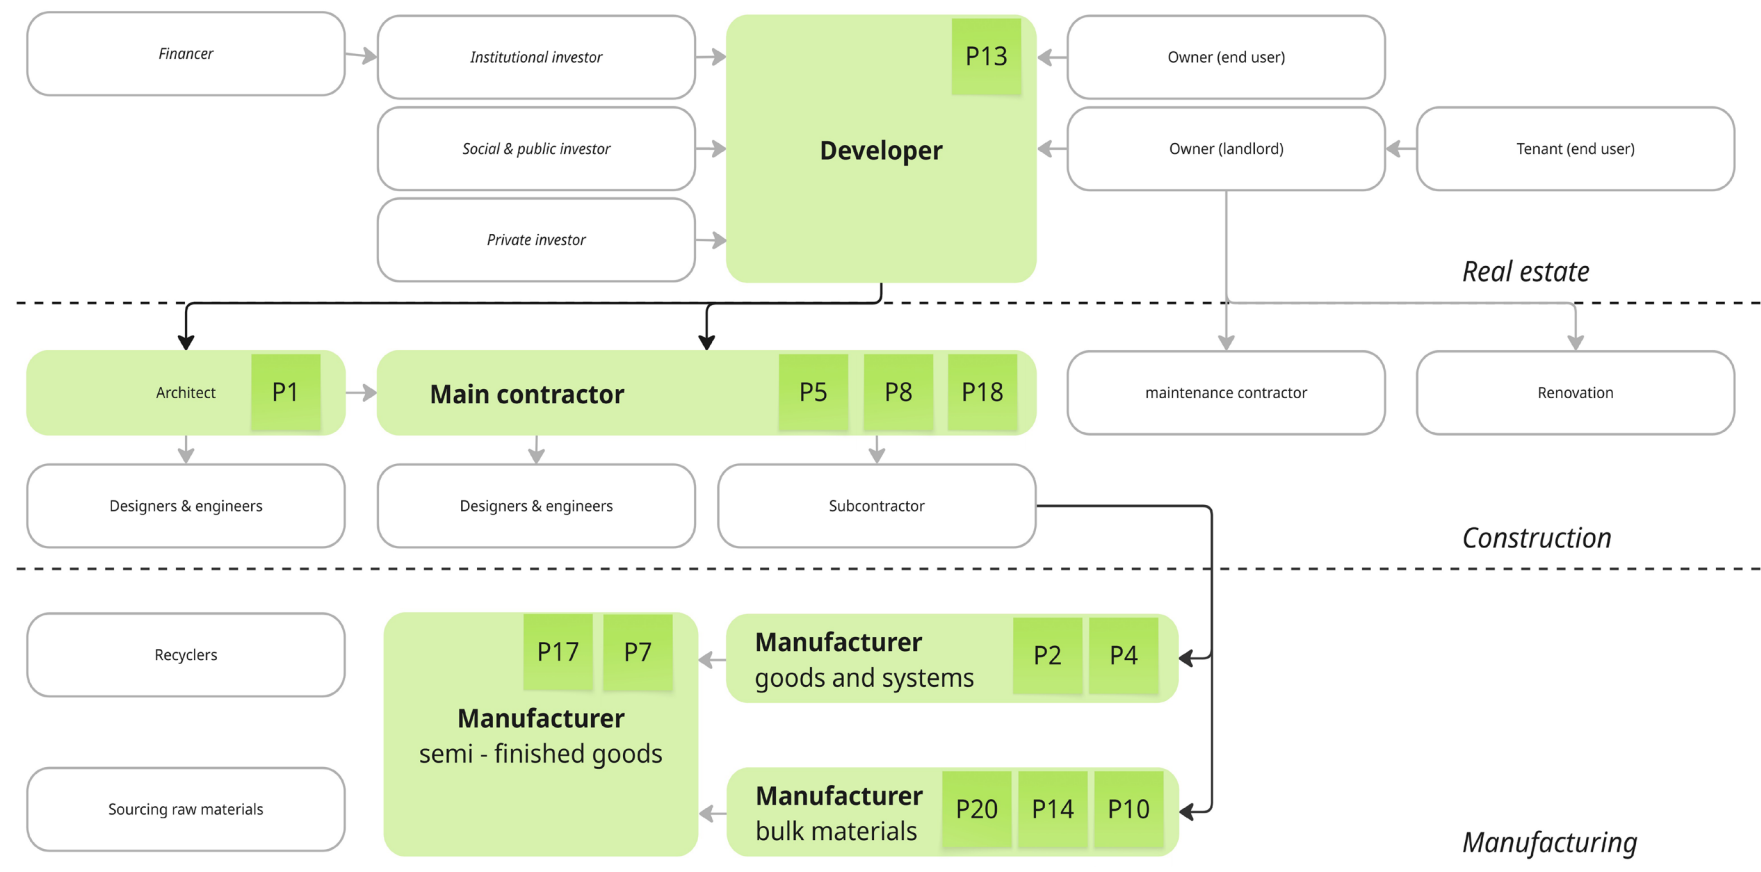 Financer
Institutional investor
P13
Owner (end user)
Social & public investor
Developer
Owner (landlord)
Tenant (end user)
Private investor
Real estate
Architect
P1
Main contractor
P5
P8
P18
maintenance contractor
Renovation
Designers & engineers
Designers & engineers
Subcontractor
Construction
Recyclers
P17
P7
Manufacturer
semi - finished goods
Manufacturer
goods and systems
P2
P4
Sourcing raw materials
Manufacturer
bulk materials
P20
P14
P10
Manufacturing